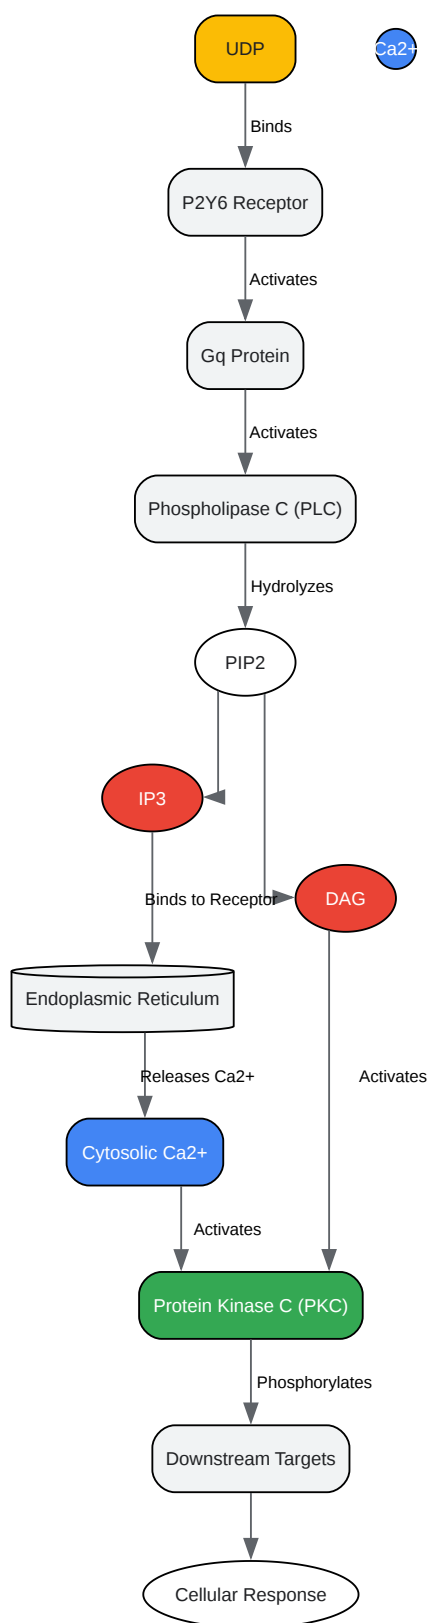 UDP
Ca2+
Binds
P2Y6 Receptor
Activates
Gq Protein
Activates
Phospholipase C (PLC)
Hydrolyzes
PIP2
IP3
Binds to Receptor
DAG
Endoplasmic Reticulum
Releases Ca2+
Activates
Cytosolic Ca2+
Activates
Protein Kinase C (PKC)
Phosphorylates
Downstream Targets
Cellular Response